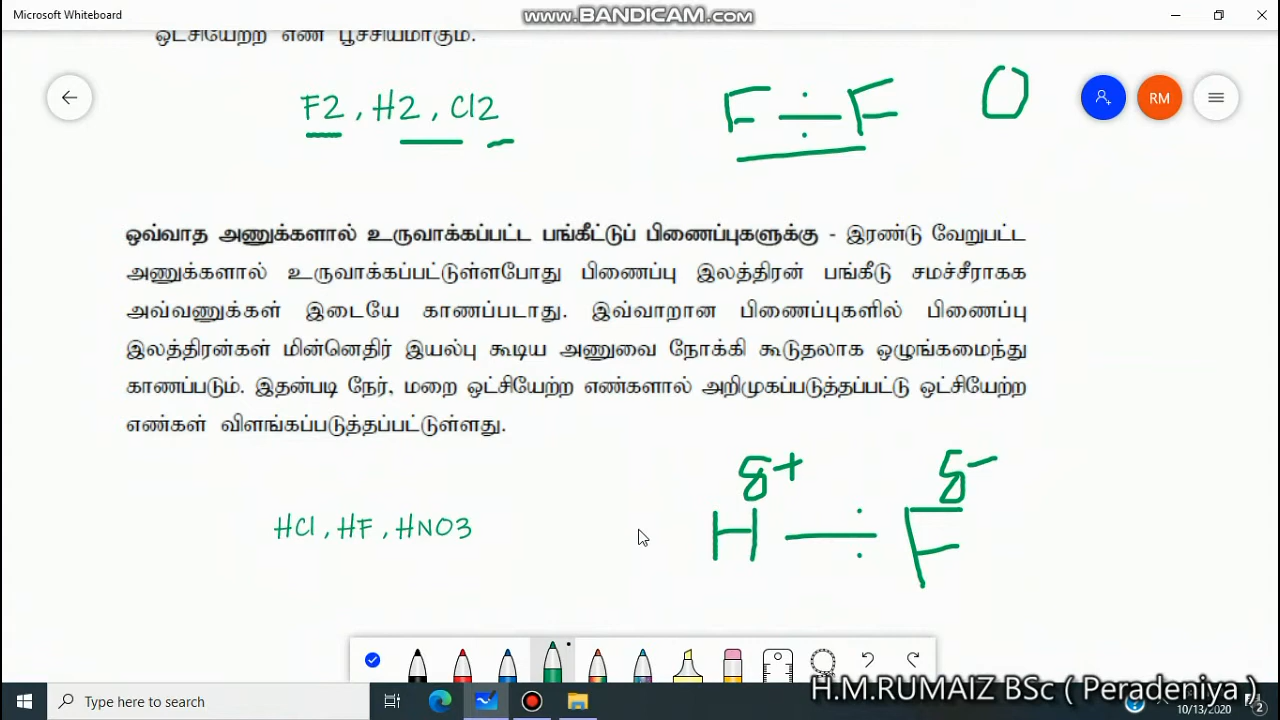 Microsoft Whiteboard
www.BANDICAM.com
ஒட்சியேற்ற எண் பூச்சியமாகும்.
F2 , H2 , Cl2
F F
0
RM
ஒவ்வாத அணுக்களால் உருவாக்கப்பட்ட பங்கீட்டுப் பிணைப்புகளுக்கு - இரண்டு வேறுபட்ட
அணுக்களால் உருவாக்கப்பட்டுள்ளபோது பிணைப்பு இலத்திரன் பங்கீடு சமச்சீராகக
அவ்வணுக்கள் இடையே காணப்படாது. இவ்வாறான பிணைப்புகளில் பிணைப்பு
இலத்திரன்கள் மின்னெதிர் இயல்பு கூடிய அணுவை நோக்கி கூடுதலாக ஒழுங்கமைந்து
காணப்படும். இதன்படி நேர், மறை ஒட்சியேற்ற எண்களால் அறிமுகப்படுத்தப்பட்டு ஒட்சியேற்ற
எண்கள் விளங்கப்படுத்தப்பட்டுள்ளது.
δ+ δ-
HCl , HF , HNO3
H — F
H.M.RUMAIZ BSc ( Peradeniya )
Type here to search
10/13/2020
2